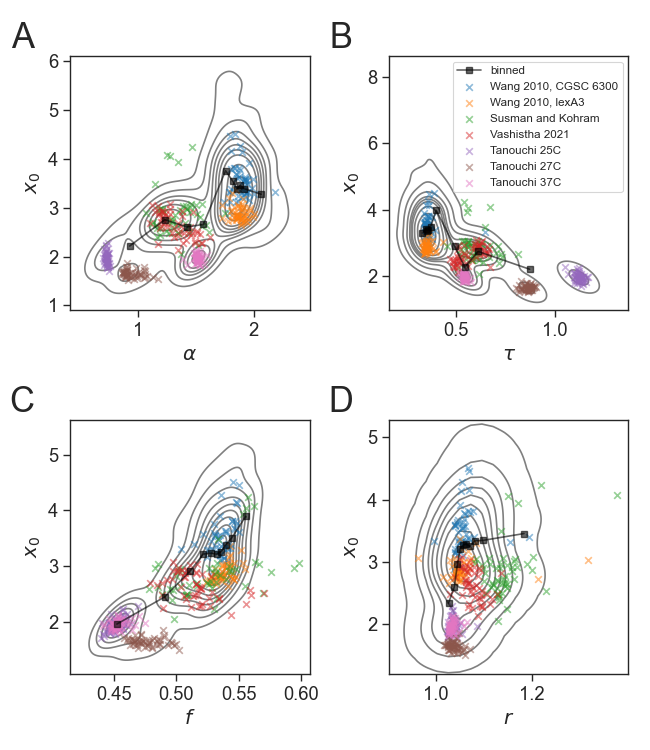 A
B
6
5
4
3
2
1
x₀
1
2
α
8
6
4
2
x₀
0.5
1.0
τ
binned
Wang 2010, CGSC 6300
Wang 2010, lexA3
Susman and Kohram
Vashistha 2021
Tanouchi 25C
Tanouchi 27C
Tanouchi 37C
C
D
5
4
3
2
x₀
0.45
0.50
0.55
0.60
f
5
4
3
2
x₀
1.0
1.2
r